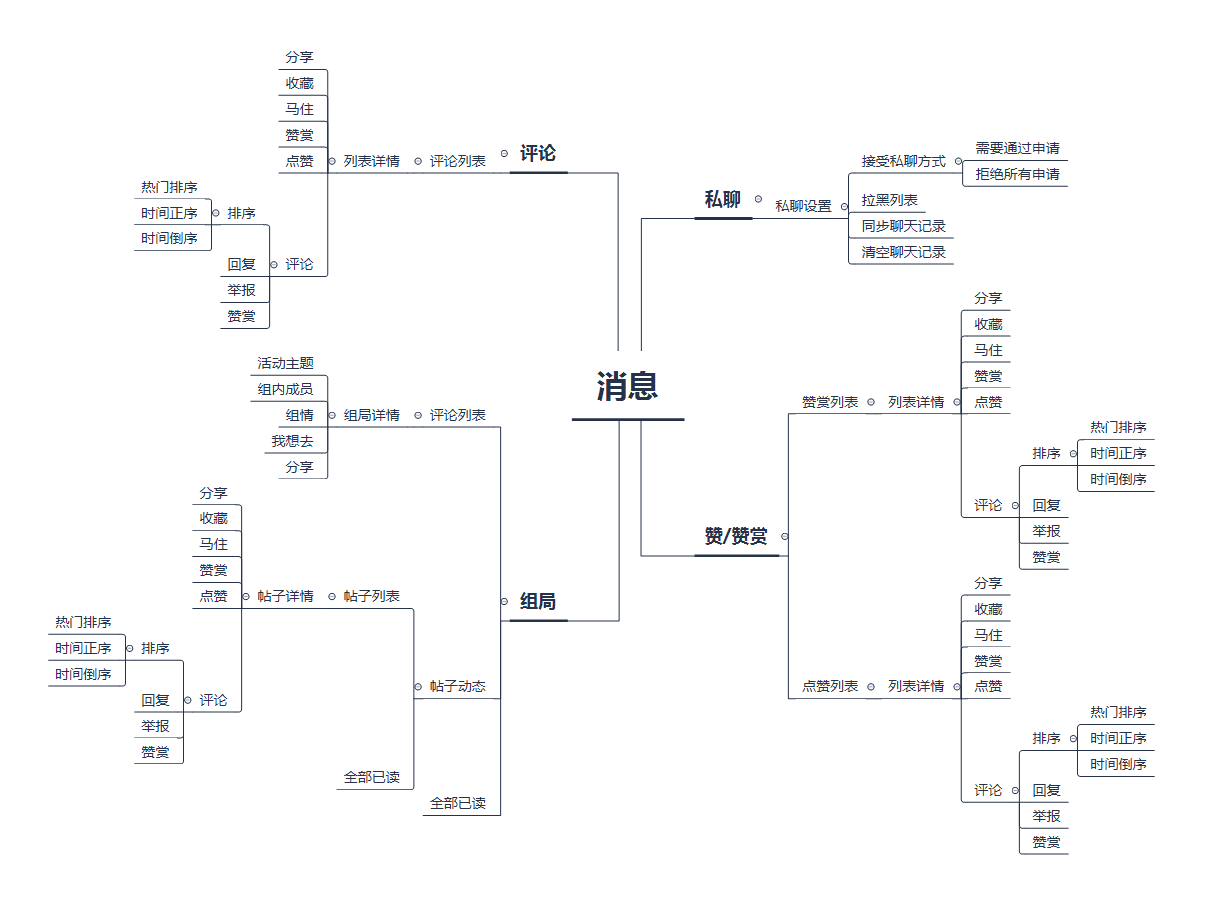 消息
评论
评论列表
列表详情
分享
收藏
马住
赞赏
点赞
评论
排序
热门排序
时间正序
时间倒序
回复
举报
赞赏
私聊
私聊设置
接受私聊方式
需要通过申请
拒绝所有申请
拉黑列表
同步聊天记录
清空聊天记录
赞/赞赏
赞赏列表
列表详情
分享
收藏
马住
赞赏
点赞
评论
排序
热门排序
时间正序
时间倒序
回复
举报
赞赏
点赞列表
列表详情
分享
收藏
马住
赞赏
点赞
评论
排序
热门排序
时间正序
时间倒序
回复
举报
赞赏
组局
评论列表
组局详情
活动主题
组内成员
组情
我想去
分享
帖子动态
帖子列表
帖子详情
分享
收藏
马住
赞赏
点赞
评论
排序
热门排序
时间正序
时间倒序
回复
举报
赞赏
全部已读
全部已读